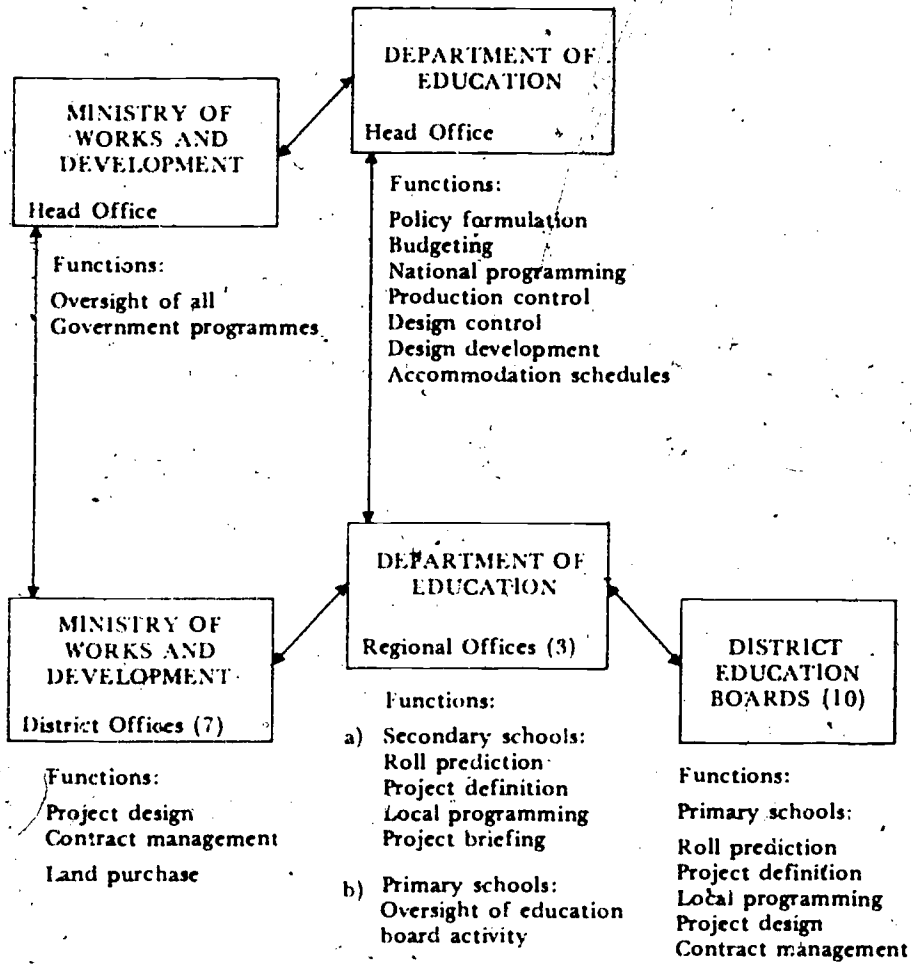 DEPARTMENT OF
EDUCATION
Head Office
MINISTRY OF
WORKS AND
DEVELOPMENT
Head Office
Functions:
Policy formulation
Budgeting
National programming
Production control
Design control
Design development
Accommodation schedules
Functions:
Oversight of all
Government programmes
DEPARTMENT OF
EDUCATION
Regional Offices (3)
MINISTRY OF
WORKS AND
DEVELOPMENT
District Offices (7)
DISTRICT
EDUCATION
BOARDS (10)
Functions:
Project design
Contract management
Land purchase
Functions:
a) Secondary schools:
Roll prediction
Project definition
Local programming
Project briefing
b) Primary schools:
Oversight of education
board activity
Functions:
Primary schools:
Roll prediction
Project definition
Local programming
Project design
Contract management